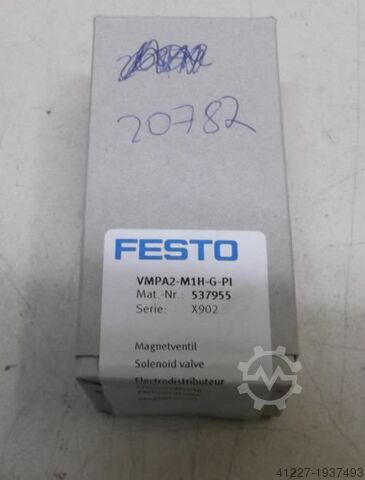 20782
FESTO
VMPA2-M1H-G-PI
Mat.-Nr.: 537955
Serie: X902
Magnetventil
Solenoid valve
Electrodistributeur
41227-1937493